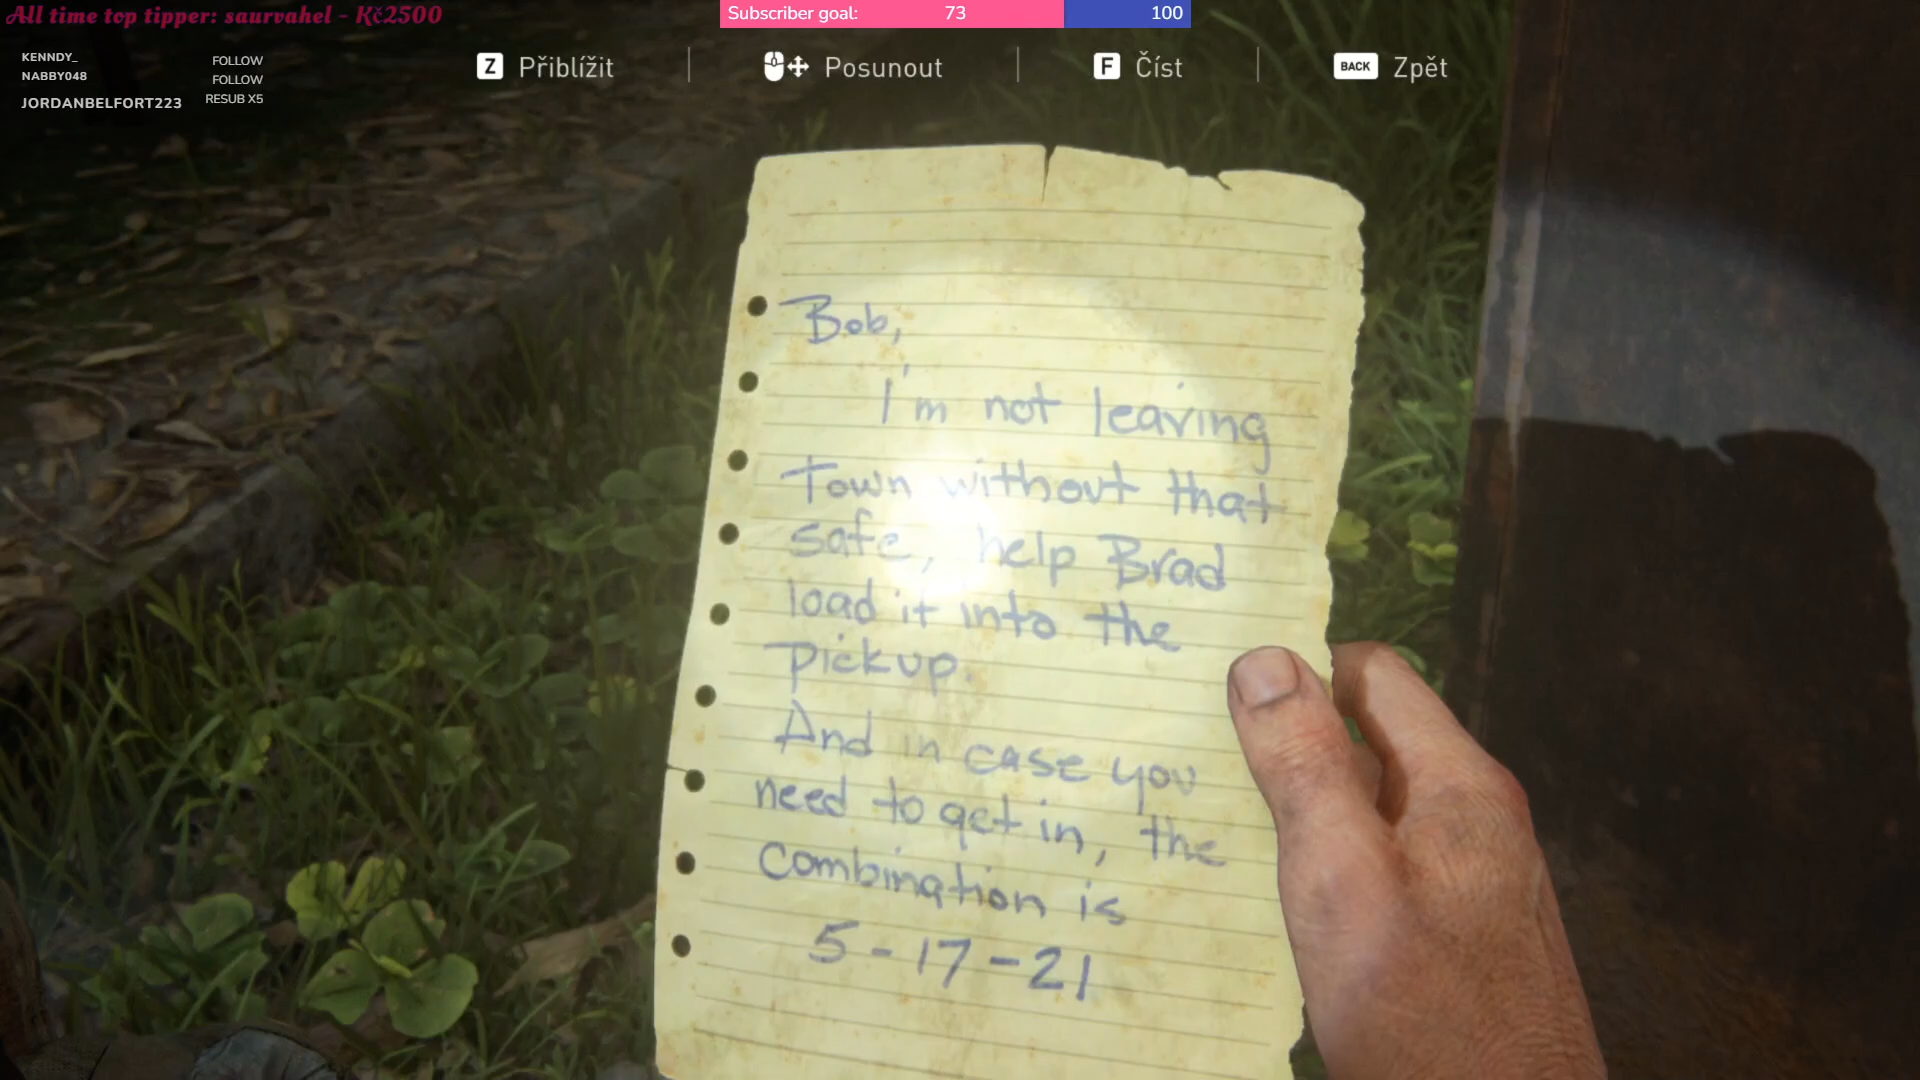 All time top tipper: saurvahel - Kč2500
Subscriber goal: 73 100
KENNDY_ FOLLOW
NABBY048 FOLLOW
JORDANBELFORT223 RESUB X5
Z Přiblížit F Číst BACK Zpět
Posunout
Bob,
I'm not leaving
Town without that
safe, help Brad
load it into the
Pickup.
And in case you
need to get in, the
Combination is
5-17-21